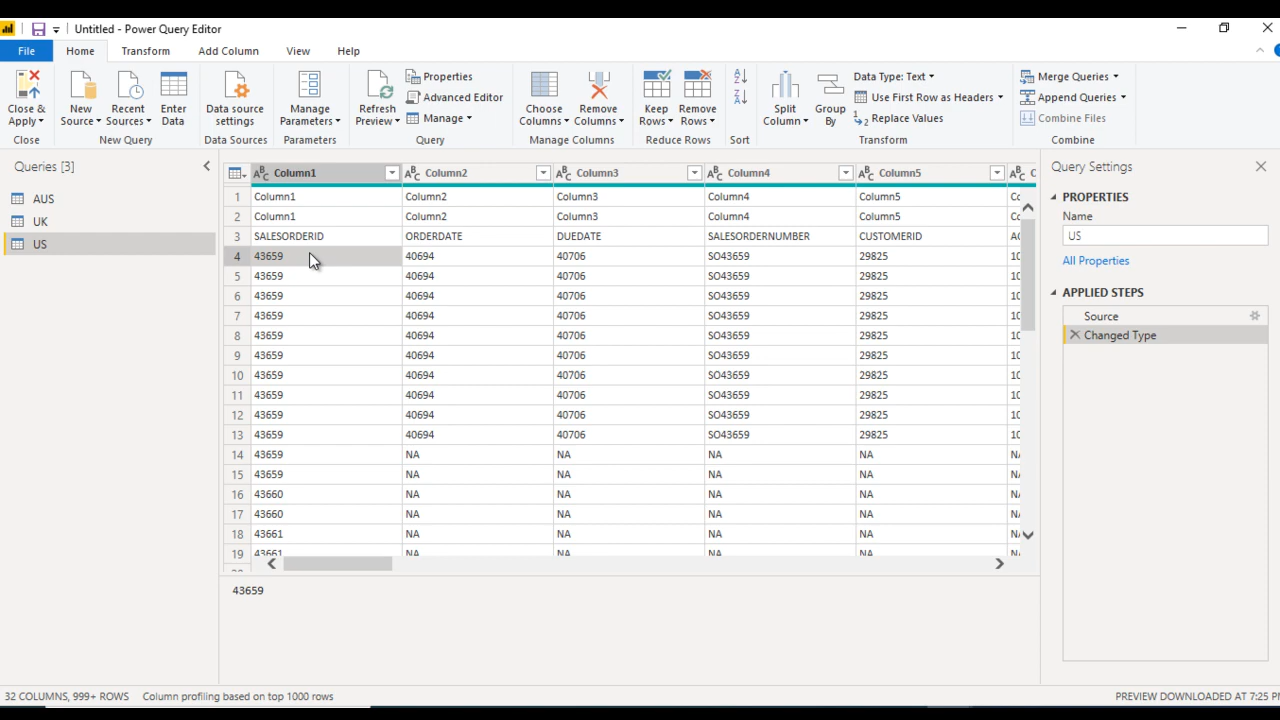 Untitled - Power Query Editor
File Home Transform Add Column View Help
Close & Apply
New Source
Recent Sources
Enter Data
Data source settings
Manage Parameters
Refresh Preview
Properties
Advanced Editor
Manage
Choose Columns
Remove Columns
Keep Rows
Remove Rows
Split Column
Group By
Data Type: Text
Use First Row as Headers
Replace Values
Merge Queries
Append Queries
Combine Files
Close New Query Data Sources Parameters Query Manage Columns Reduce Rows Sort Transform Combine
Queries [3]
AUS
UK
US
Column1 Column2 Column3 Column4 Column5
1 Column1 Column2 Column3 Column4 Column5
2 Column1 Column2 Column3 Column4 Column5
3 SALESORDERID ORDERDATE DUEDATE SALESORDERNUMBER CUSTOMERID
4 43659 40694 40706 SO43659 29825
5 43659 40694 40706 SO43659 29825
6 43659 40694 40706 SO43659 29825
7 43659 40694 40706 SO43659 29825
8 43659 40694 40706 SO43659 29825
9 43659 40694 40706 SO43659 29825
10 43659 40694 40706 SO43659 29825
11 43659 40694 40706 SO43659 29825
12 43659 40694 40706 SO43659 29825
13 43659 40694 40706 SO43659 29825
14 43659 NA NA NA NA
15 43659 NA NA NA NA
16 43660 NA NA NA NA
17 43660 NA NA NA NA
18 43661 NA NA NA NA
19 43661 NA NA NA NA
43659
Query Settings
PROPERTIES
Name
US
All Properties
APPLIED STEPS
Source
Changed Type
32 COLUMNS, 999+ ROWS Column profiling based on top 1000 rows
PREVIEW DOWNLOADED AT 7:25